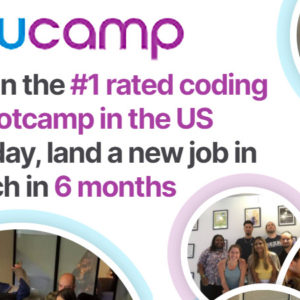 ucamp
n the #1 rated coding
otcamp in the US
day, land a new job in
ch in 6 months